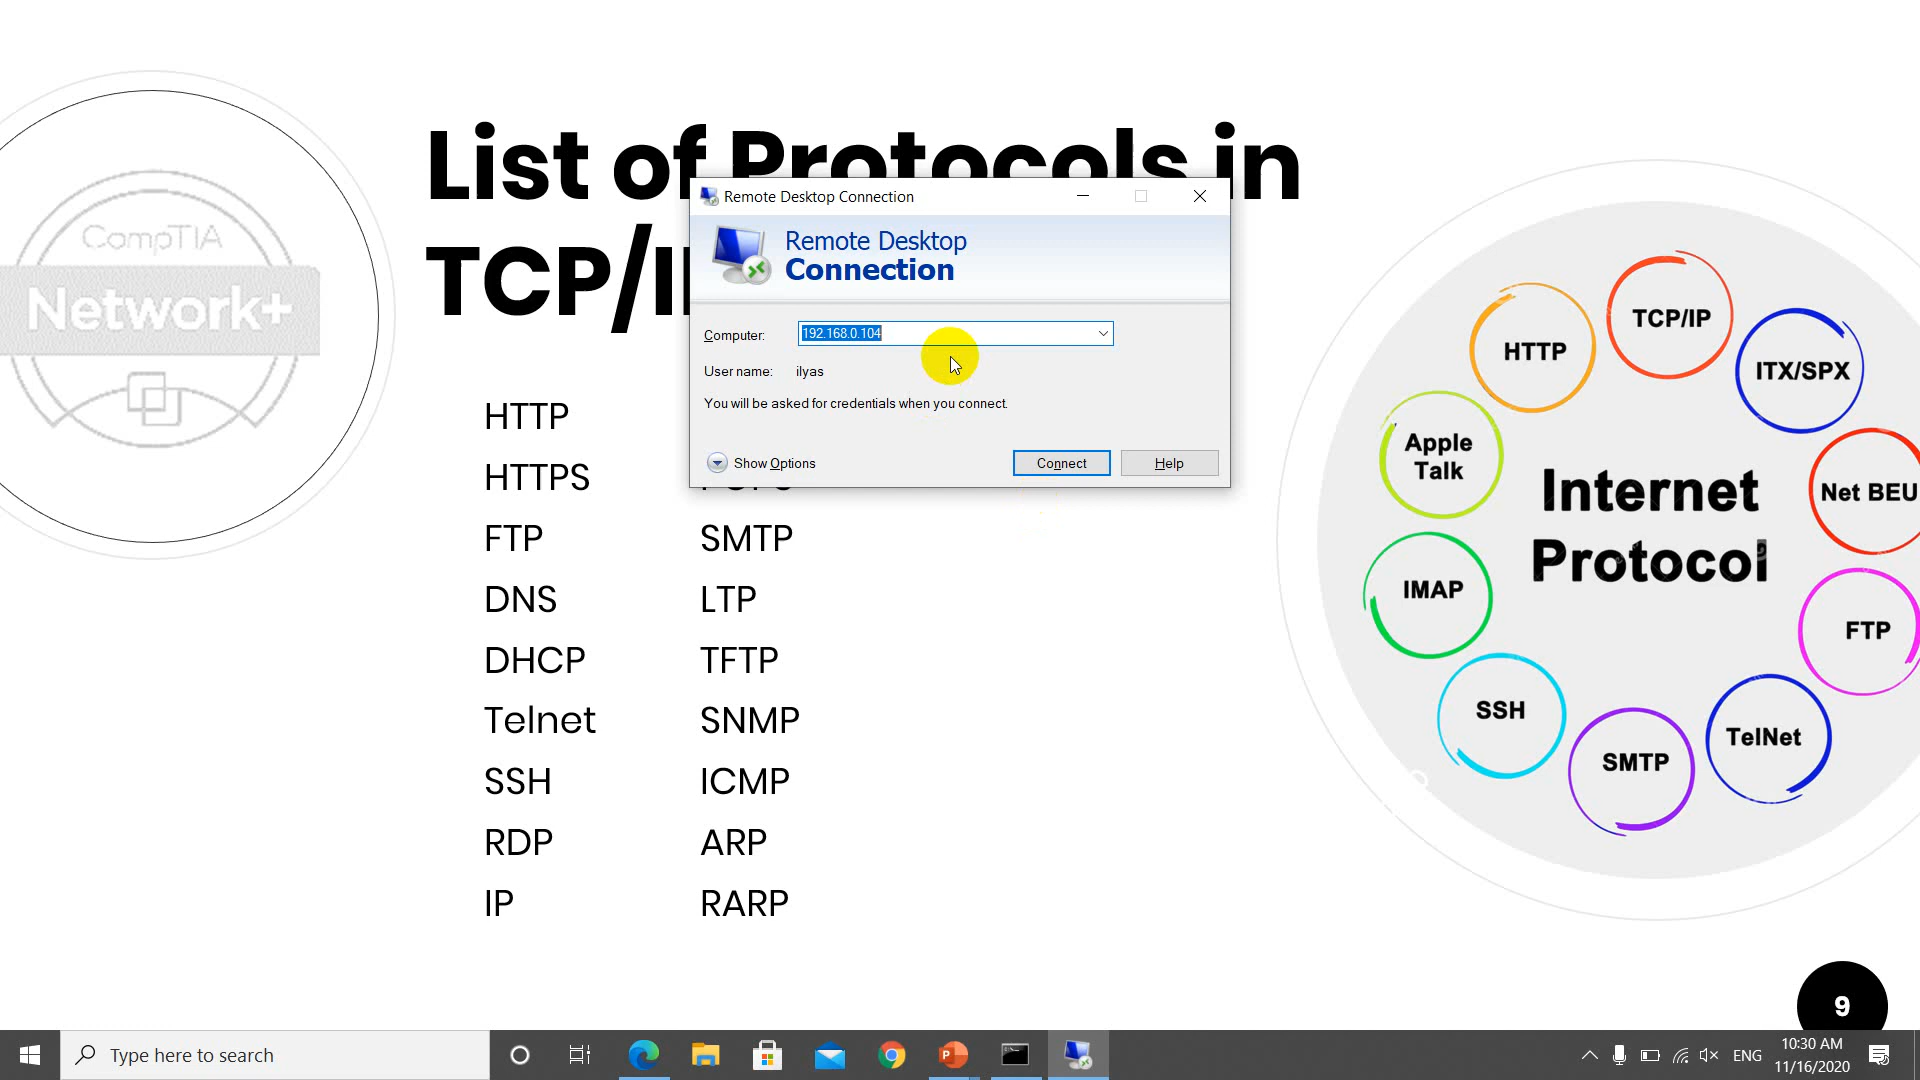 CompTIA
Network+
List of Protocols in
TCP/I
HTTP
HTTPS
FTP
DNS
DHCP
Telnet
SSH
RDP
IP
SMTP
LTP
TFTP
SNMP
ICMP
ARP
RARP
Remote Desktop Connection
Remote Desktop
Connection
Computer:
192.168.0.104
User name:
ilyas
You will be asked for credentials when you connect.
Show Options
Connect
Help
TCP/IP
HTTP
ITX/SPX
Apple
Talk
Net BEU
Internet
Protocol
IMAP
FTP
SSH
TelNet
SMTP
9
Type here to search
ENG
10:30 AM
11/16/2020